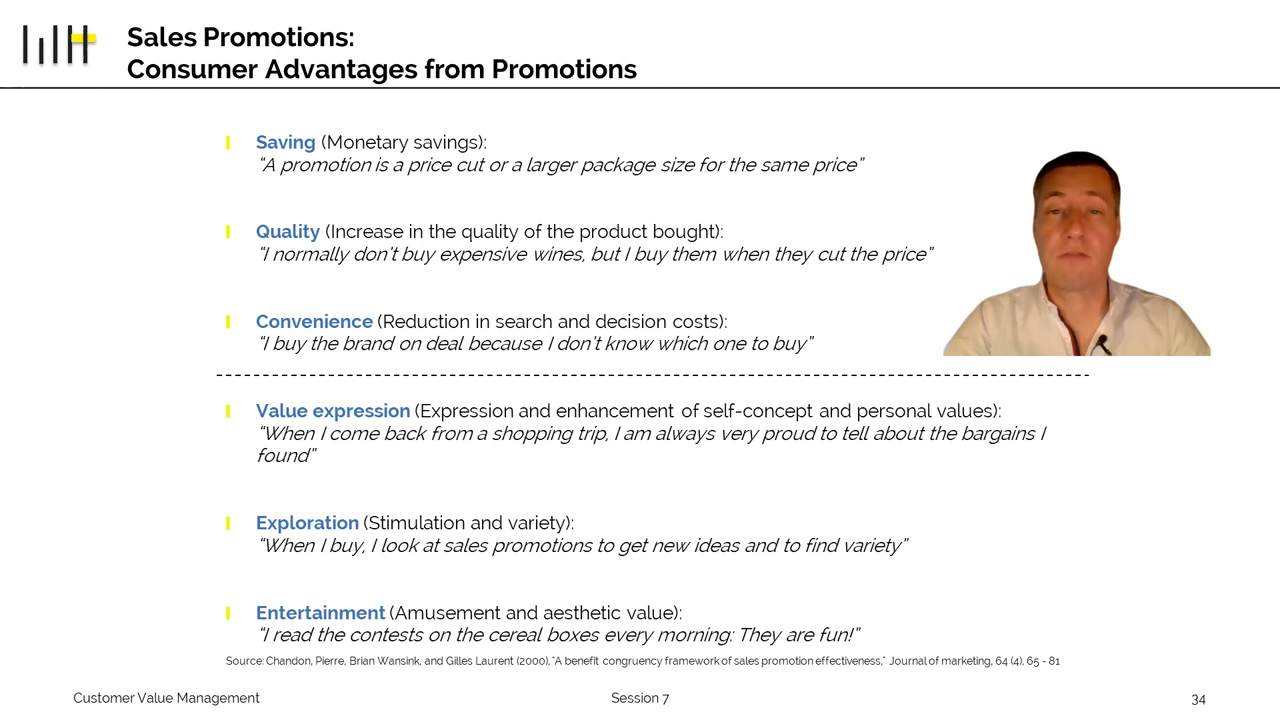 Sales Promotions:
Consumer Advantages from Promotions
Saving (Monetary savings):
"A promotion is a price cut or a larger package size for the same price"
Quality (Increase in the quality of the product bought):
"I normally don't buy expensive wines, but I buy them when they cut the price"
Convenience (Reduction in search and decision costs):
"I buy the brand on deal because I don't know which one to buy"
Value expression (Expression and enhancement of self-concept and personal values):
"When I come back from a shopping trip, I am always very proud to tell about the bargains I
found"
Exploration (Stimulation and variety):
"When I buy, I look at sales promotions to get new ideas and to find variety"
Entertainment (Amusement and aesthetic value):
"I read the contests on the cereal boxes every morning: They are fun!"
Source: Chandon, Pierre, Brian Wansink, and Gilles Laurent (2000), "A benefit congruency framework of sales promotion effectiveness," Journal of marketing, 64 (4), 65 - 81
Customer Value Management
Session 7
34